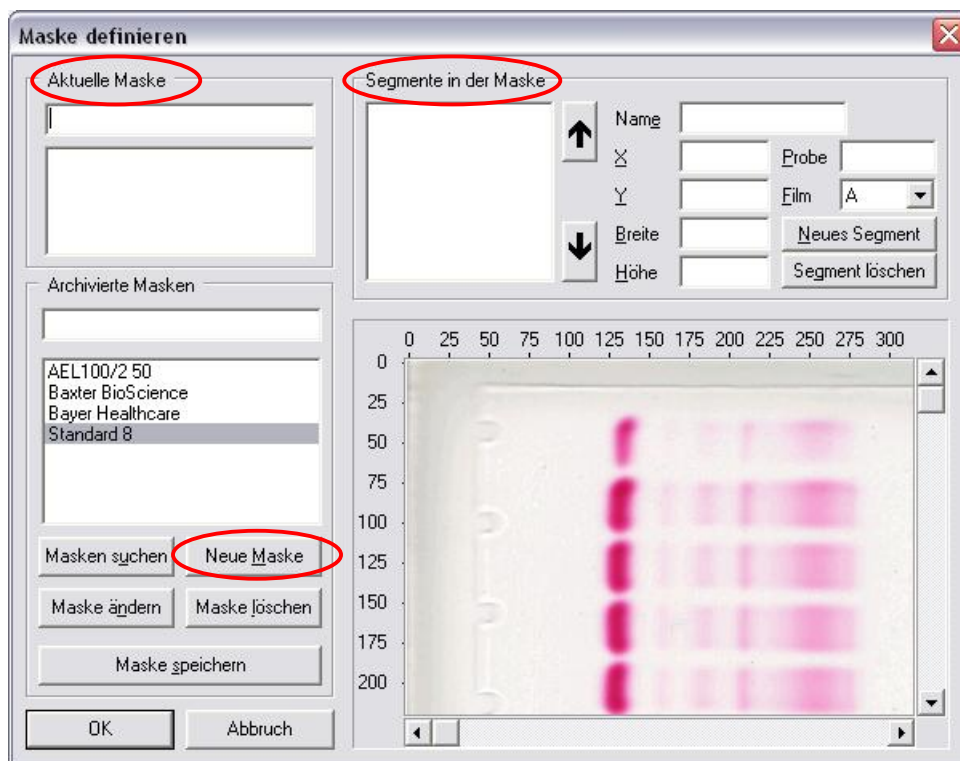 Maske definieren
Aktuelle Maske
Segmente in der Maske
Name
X
Probe
Y
Film
A
Breite
Neues Segment
Höhe
Segment löschen
Archivierte Masken
AEL100/2 50
Baxter BioScience
Bayer Healthcare
Standard 8
Masken suchen
Neue Maske
Maske ändern
Maske löschen
Maske speichern
OK
Abbruch
0 25 50 75 100 125 150 175 200 225 250 275 300
0
25
50
75
100
125
150
175
200